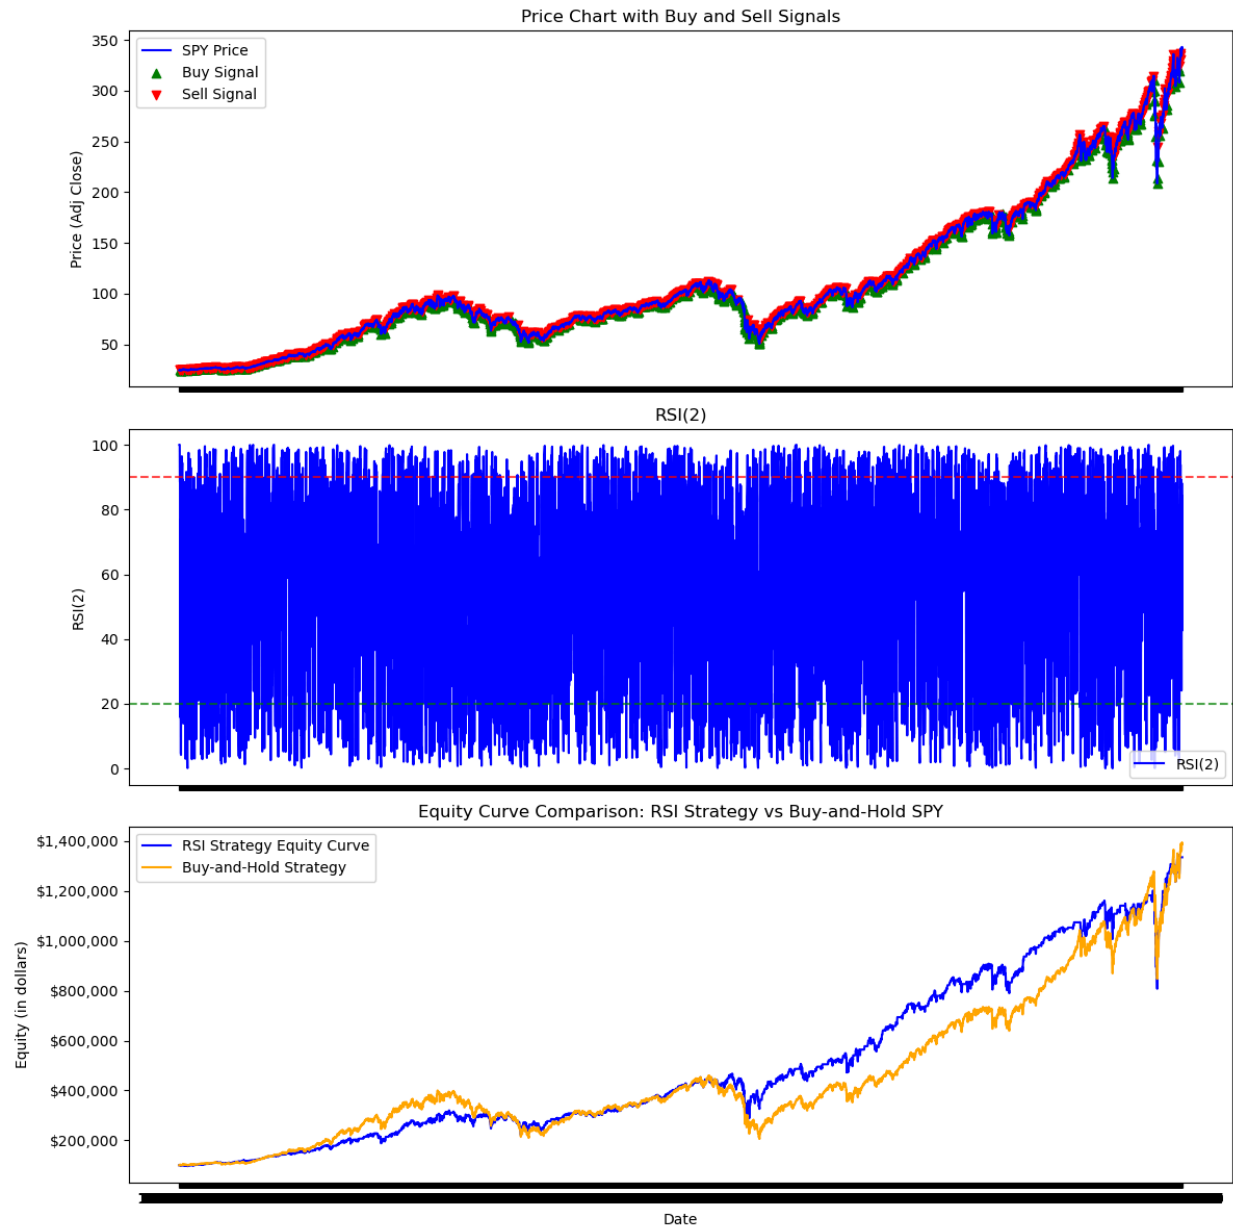 Price Chart with Buy and Sell Signals
350
300
250
200
150
100
50
Price (Adj Close)
SPY Price
Buy Signal
Sell Signal
RSI(2)
100
80
60
40
20
0
RSI(2)
RSI(2)
Equity Curve Comparison: RSI Strategy vs Buy-and-Hold SPY
$1,400,000
$1,200,000
$1,000,000
$800,000
$600,000
$400,000
$200,000
Equity (in dollars)
RSI Strategy Equity Curve
Buy-and-Hold Strategy
Date